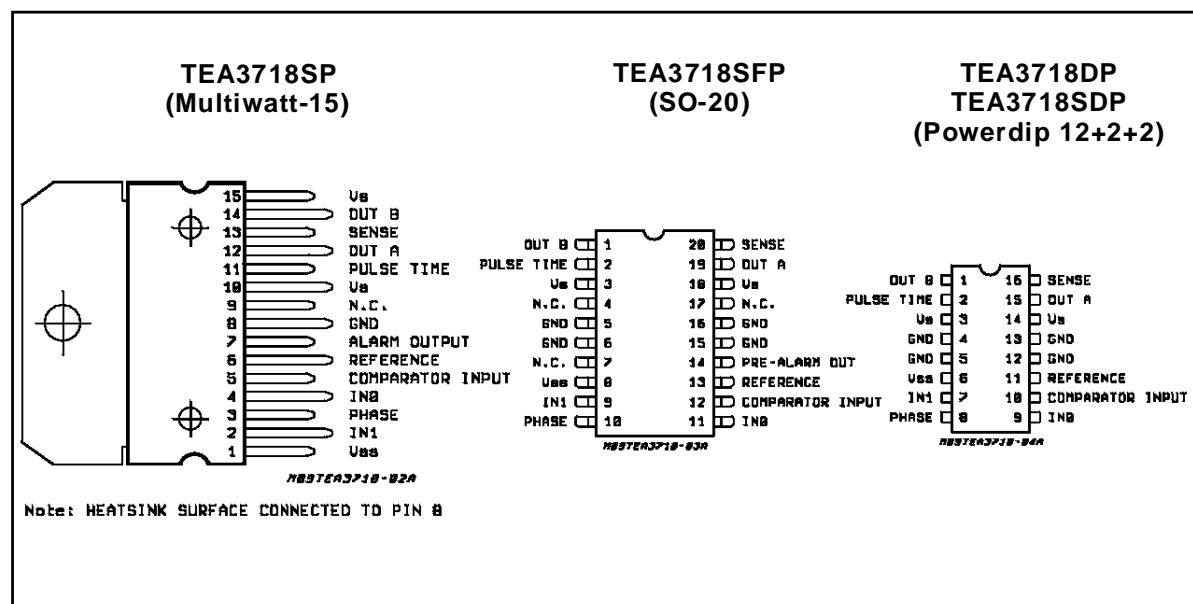 TEA3718SP
(Multiwatt-15)
15 Vs
14 OUT B
13 SENSE
12 OUT A
11 PULSE TIME
10 Vs
9 N.C.
8 GND
7 ALARM OUTPUT
6 REFERENCE
5 COMPARATOR INPUT
4 IN0
3 PHASE
2 IN1
1 Vss
M89TEA3718-02A
Note: HEATSINK SURFACE CONNECTED TO PIN 8
TEA3718SFP
(SO-20)
OUT B 1 20 SENSE
PULSE TIME 2 19 OUT A
Vs 3 18 Vs
N.C. 4 17 N.C.
GND 5 16 GND
GND 6 15 GND
N.C. 7 14 PRE-ALARM OUT
Vss 8 13 REFERENCE
IN1 9 12 COMPARATOR INPUT
PHASE 10 11 IN0
M89TEA3718-03A
TEA3718DP
TEA3718SDP
(Powerdip 12+2+2)
OUT B 1 16 SENSE
PULSE TIME 2 15 OUT A
Vs 3 14 Vs
GND 4 13 GND
GND 5 12 GND
Vss 6 11 REFERENCE
IN1 7 10 COMPARATOR INPUT
PHASE 8 9 IN0
M89TEA3718-04A